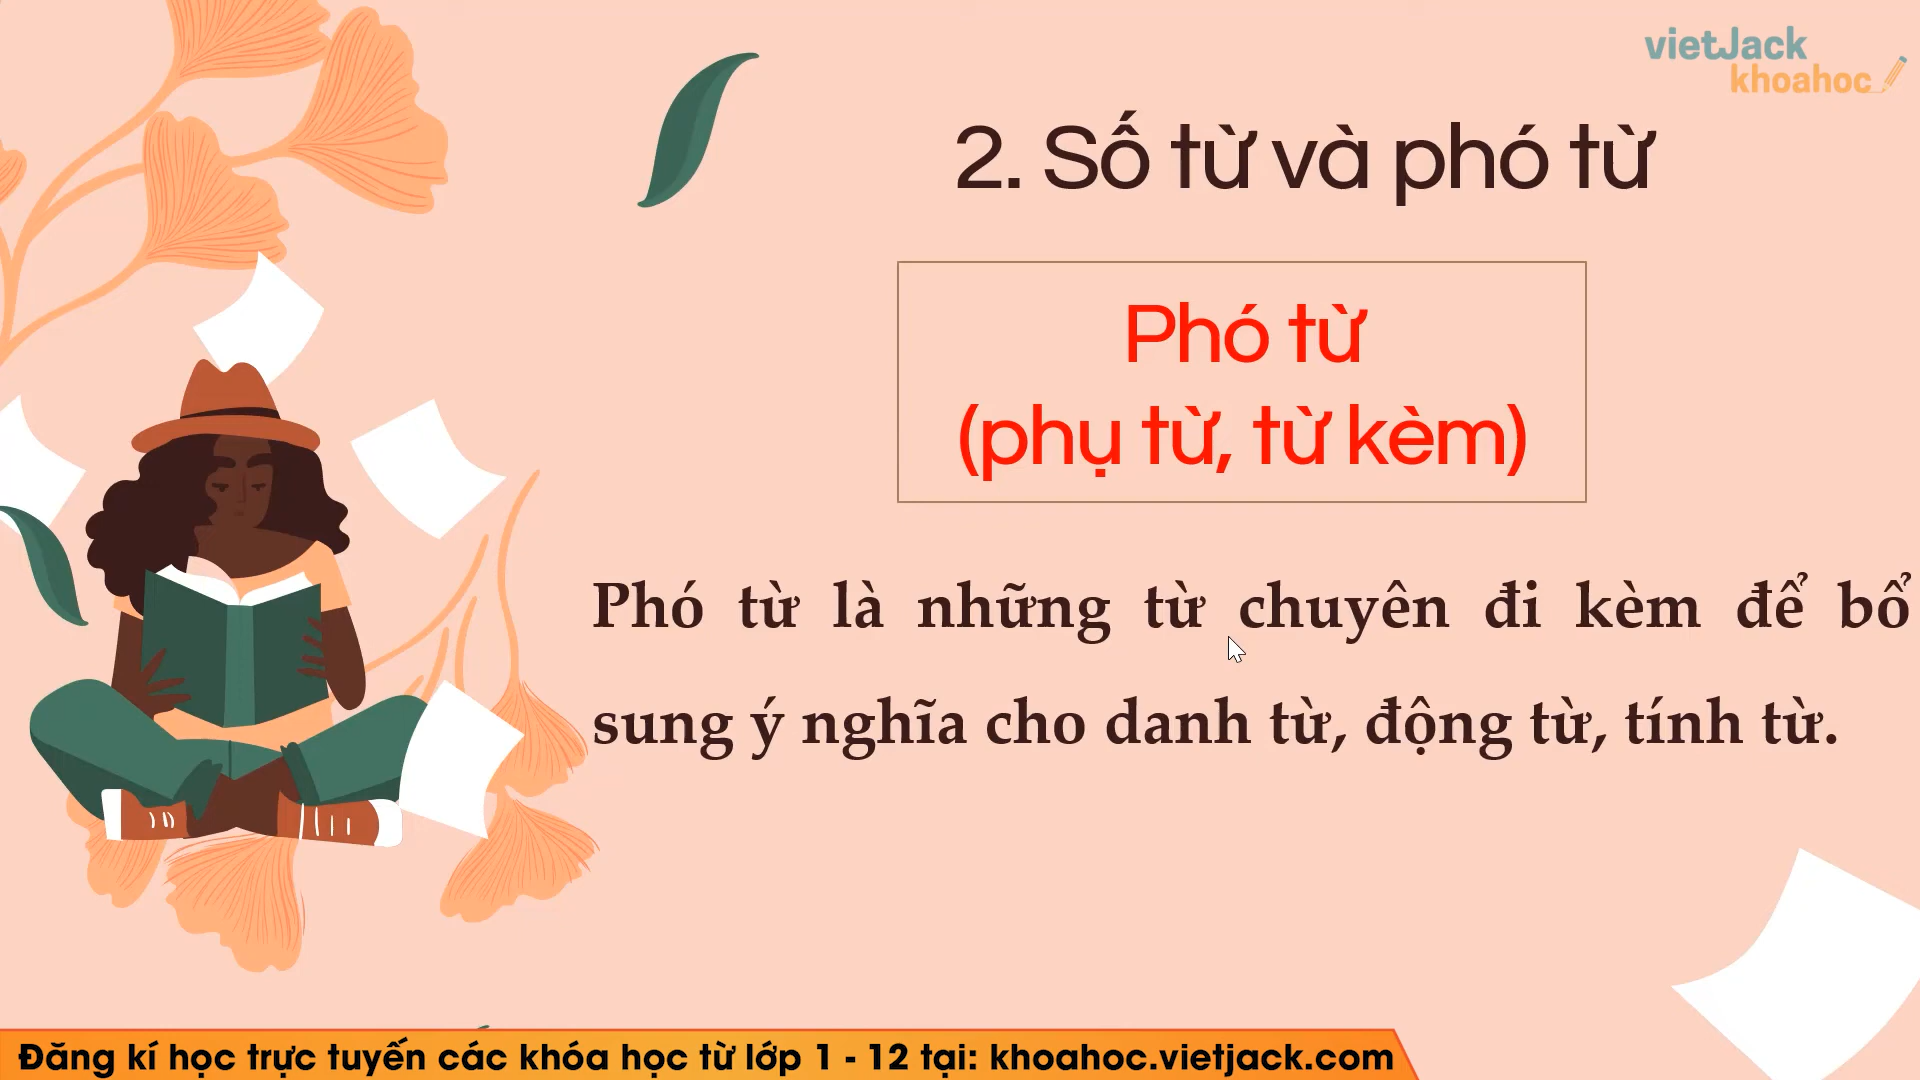 vietJack
khoahoc
2. Số từ và phó từ
Phó từ
(phụ từ, từ kèm)
Phó từ là những từ chuyên đi kèm để bổ
sung ý nghĩa cho danh từ, động từ, tính từ.
Đăng kí học trực tuyến các khóa học từ lớp 1 - 12 tại: khoahoc.vietjack.com